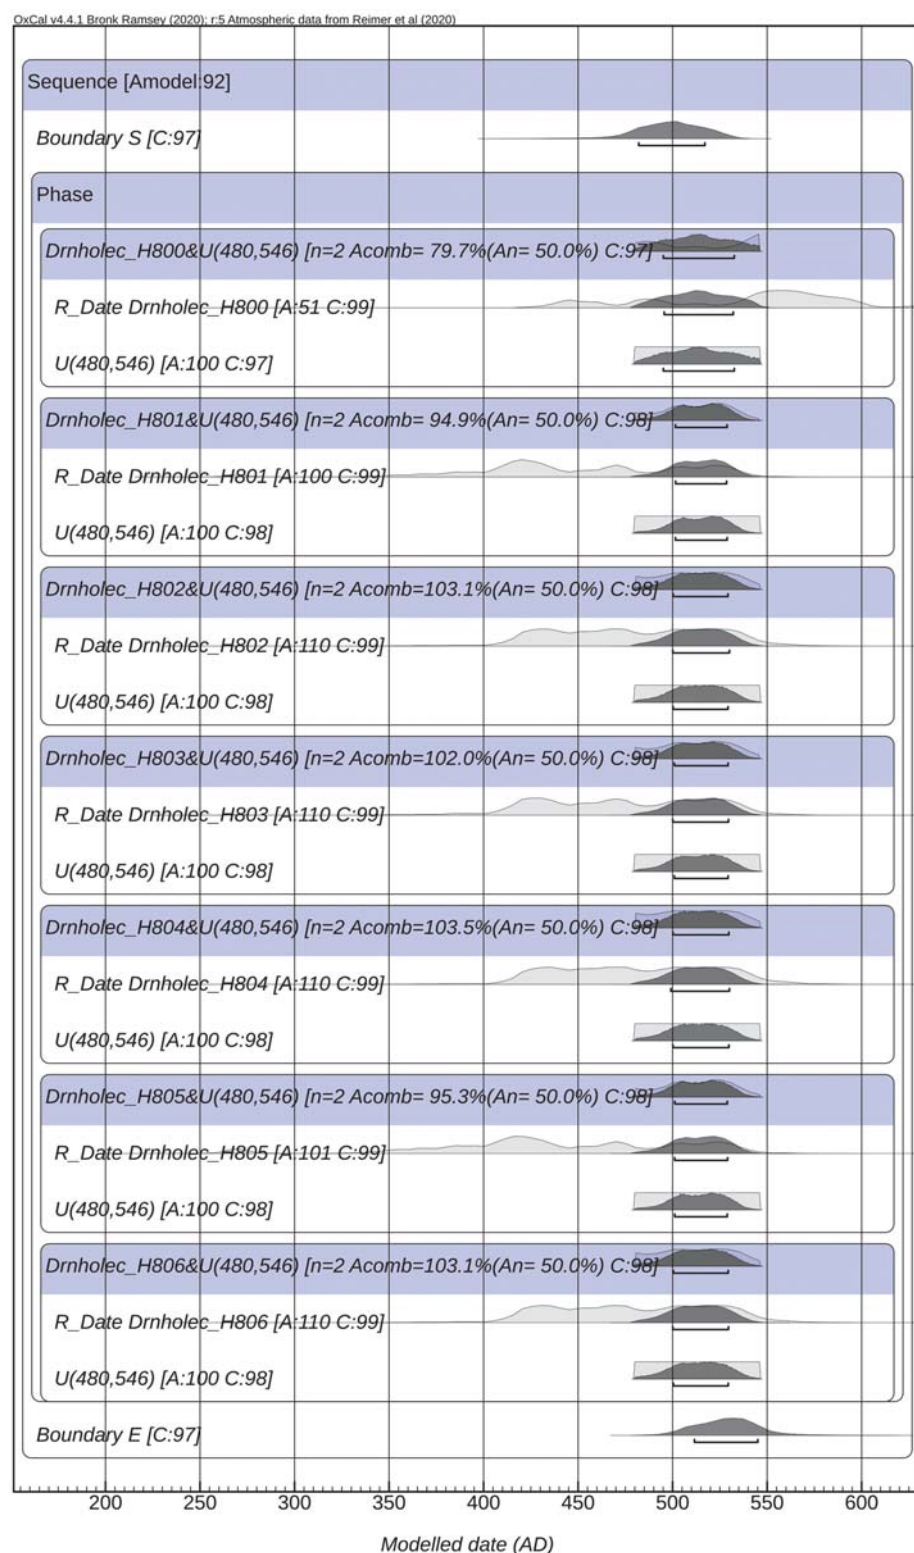 OxCal v4.4.1 Bronk Ramsey (2020); r:5 Atmospheric data from Reimer et al (2020)
Sequence [Amodel:92]
Boundary S [C:97]
Phase
Drnholec_H800&U(480,546) [n=2 Acomb= 79.7%(An= 50.0%) C:97]
R_Date Drnholec_H800 [A:51 C:99]
U(480,546) [A:100 C:97]
Drnholec_H801&U(480,546) [n=2 Acomb= 94.9%(An= 50.0%) C:98]
R_Date Drnholec_H801 [A:100 C:99]
U(480,546) [A:100 C:98]
Drnholec_H802&U(480,546) [n=2 Acomb=103.1%(An= 50.0%) C:98]
R_Date Drnholec_H802 [A:110 C:99]
U(480,546) [A:100 C:98]
Drnholec_H803&U(480,546) [n=2 Acomb=102.0%(An= 50.0%) C:98]
R_Date Drnholec_H803 [A:110 C:99]
U(480,546) [A:100 C:98]
Drnholec_H804&U(480,546) [n=2 Acomb=103.5%(An= 50.0%) C:98]
R_Date Drnholec_H804 [A:110 C:99]
U(480,546) [A:100 C:98]
Drnholec_H805&U(480,546) [n=2 Acomb= 95.3%(An= 50.0%) C:98]
R_Date Drnholec_H805 [A:101 C:99]
U(480,546) [A:100 C:98]
Drnholec_H806&U(480,546) [n=2 Acomb=103.1%(An= 50.0%) C:98]
R_Date Drnholec_H806 [A:110 C:99]
U(480,546) [A:100 C:98]
Boundary E [C:97]
200 250 300 350 400 450 500 550 600
Modelled date (AD)